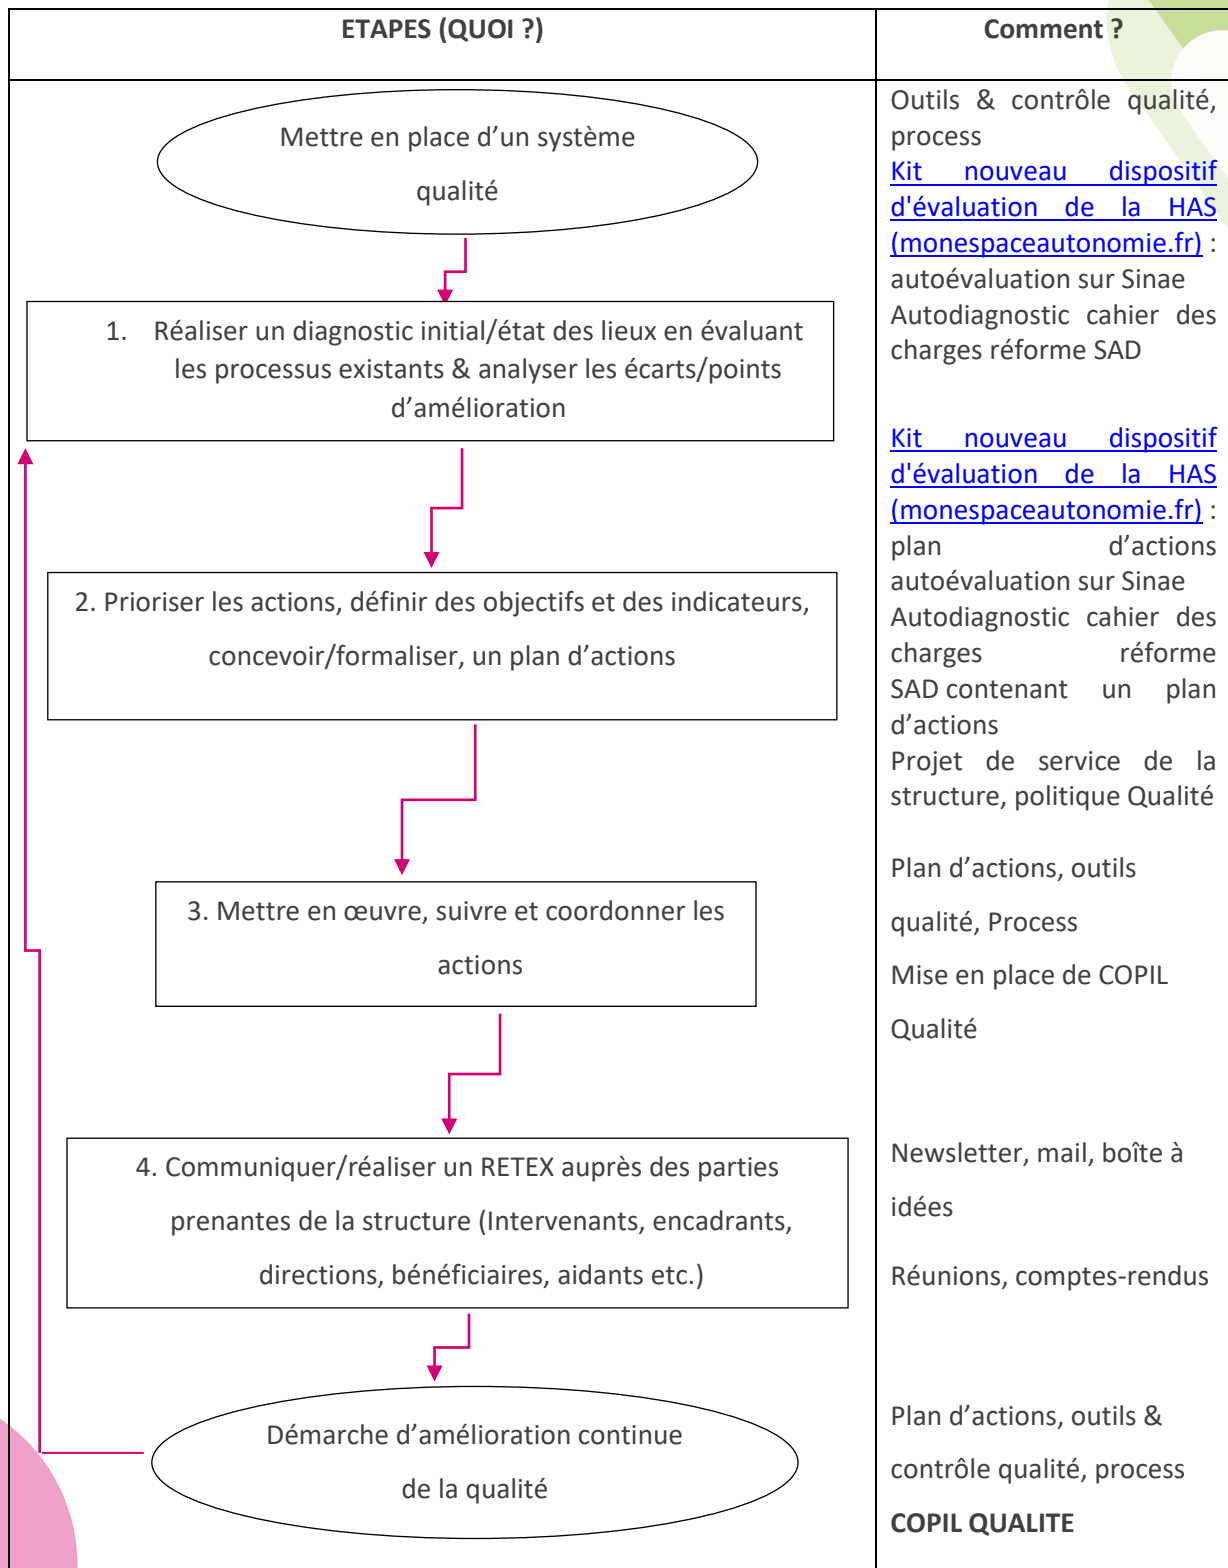 ETAPES (QUOI ?)
Comment ?
Mettre en place d’un système
qualité
Outils & contrôle qualité,
process
Kit nouveau dispositif
d'évaluation de la HAS
(monespaceautonomie.fr) :
autoévaluation sur Sinae
Autodiagnostic cahier des
charges réforme SAD
1. Réaliser un diagnostic initial/état des lieux en évaluant
les processus existants & analyser les écarts/points
d’amélioration
Kit nouveau dispositif
d'évaluation de la HAS
(monespaceautonomie.fr) :
plan d’actions
autoévaluation sur Sinae
Autodiagnostic cahier des
charges réforme
SAD contenant un plan
d’actions
Projet de service de la
structure, politique Qualité
2. Prioriser les actions, définir des objectifs et des indicateurs,
concevoir/formaliser, un plan d’actions
3. Mettre en œuvre, suivre et coordonner les
actions
Plan d’actions, outils
qualité, Process
Mise en place de COPIL
Qualité
4. Communiquer/réaliser un RETEX auprès des parties
prenantes de la structure (Intervenants, encadrants,
directions, bénéficiaires, aidants etc.)
Newsletter, mail, boîte à
idées
Réunions, comptes-rendus
Démarche d’amélioration continue
de la qualité
Plan d’actions, outils &
contrôle qualité, process
COPIL QUALITE